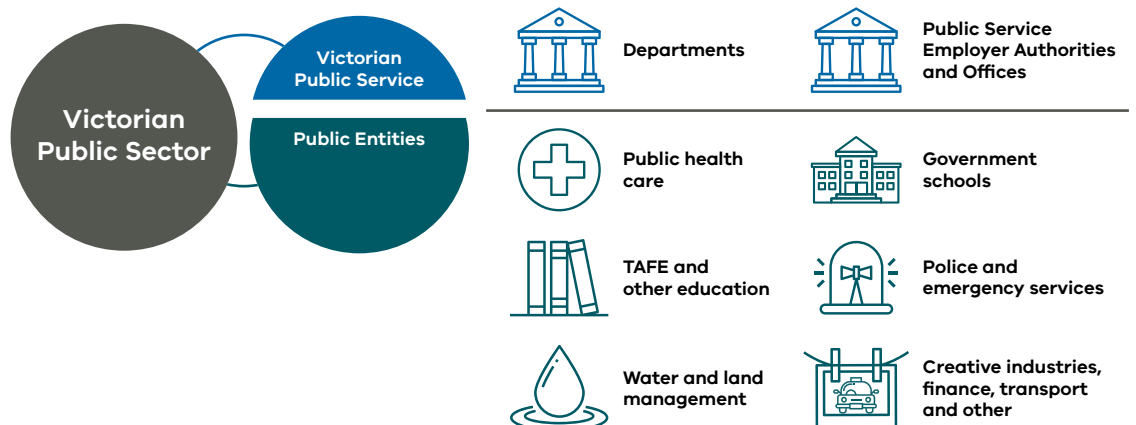 Victorian
Public Sector
Victorian
Public Service
Public Entities
Departments
Public Service
Employer Authorities
and Offices
Public health
care
Government
schools
TAFE and
other education
Police and
emergency services
Water and land
management
Creative industries,
finance, transport
and other